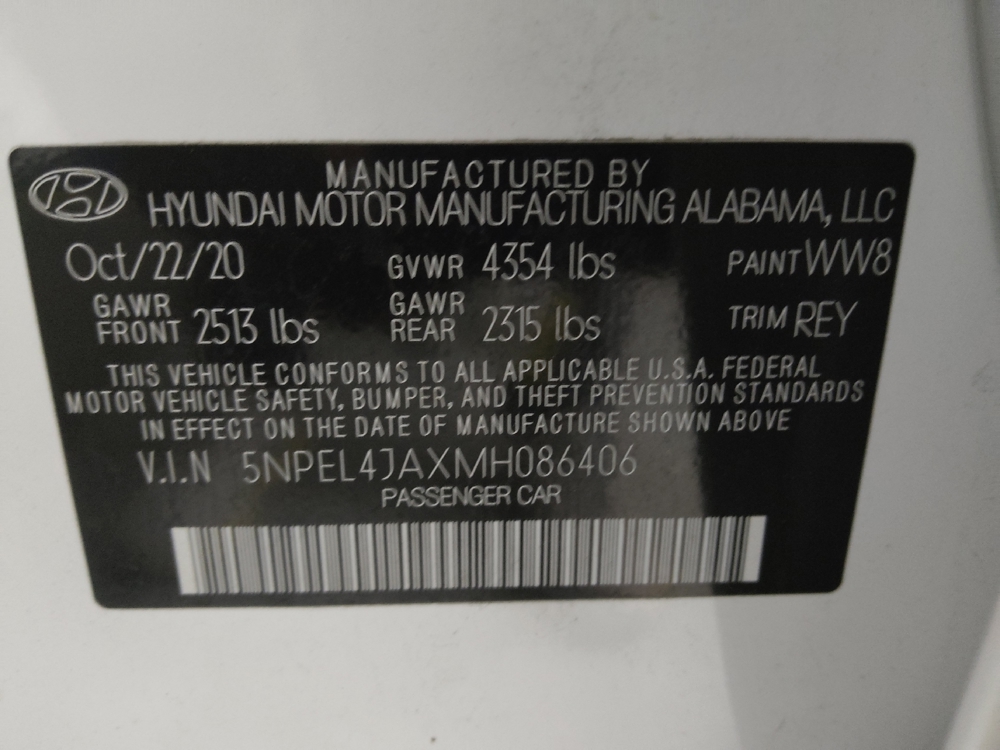 MANUFACTURED BY
HYUNDAI MOTOR MANUFACTURING ALABAMA, LLC
Oct/22/20 GVWR 4354 lbs PAINT WW8
GAWR FRONT 2513 lbs GAWR REAR 2315 lbs TRIM REY
THIS VEHICLE CONFORMS TO ALL APPLICABLE U.S.A. FEDERAL
MOTOR VEHICLE SAFETY, BUMPER, AND THEFT PREVENTION STANDARDS
IN EFFECT ON THE DATE OF MANUFACTURE SHOWN ABOVE
V.I.N 5NPEL4JAXMH086406
PASSENGER CAR